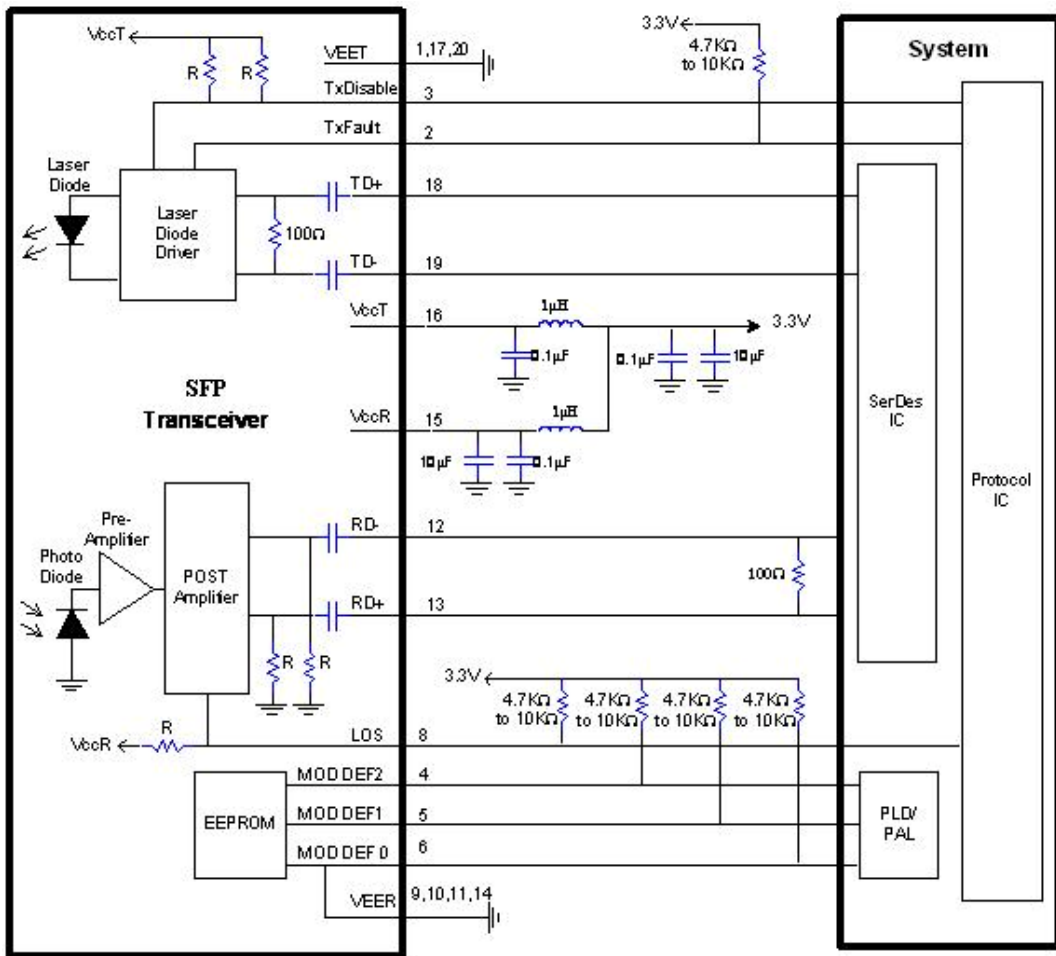 VccT
R
R
VEET
1,17,20
TxDisable
3
TxFault
2
3.3V
4.7KΩ
to 10KΩ
System
Laser
Diode
Laser
Diode
Driver
100Ω
TD+
18
TD-
19
VccT
16
1μH
3.3V
0.1μF
0.1μF
10μF
SFP
Transceiver
VccR
15
1μH
10μF
0.1μF
SerDes
IC
Protocol
IC
Pre-
Amplitier
Photo
Diode
POST
Amplitier
RD-
12
RD+
13
100Ω
R
R
3.3V
4.7KΩ
to 10KΩ
4.7KΩ
to 10KΩ
4.7KΩ
to 10KΩ
4.7KΩ
to 10KΩ
VccR
R
LOS
8
EEPROM
MOD DEF2
4
MOD DEF1
5
MOD DEF 0
6
PLD/
PAL
VEER
9,10,11,14